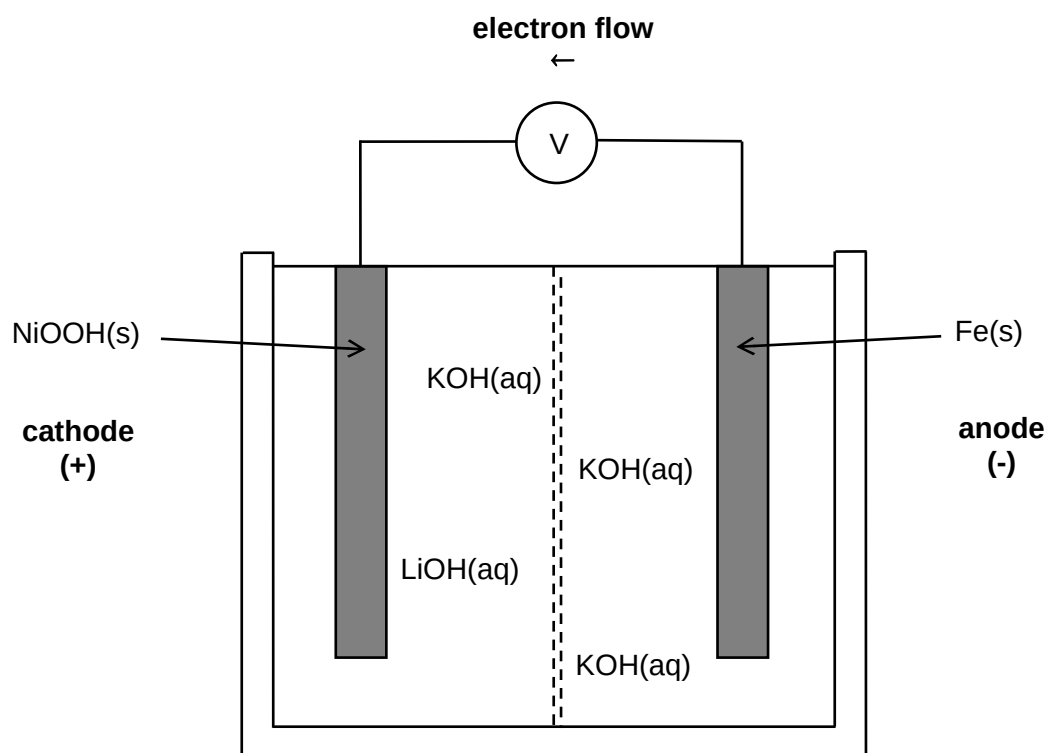 electron flow
←
V
NiOOH(s)
Fe(s)
KOH(aq)
cathode
(+)
anode
(-)
KOH(aq)
LiOH(aq)
KOH(aq)